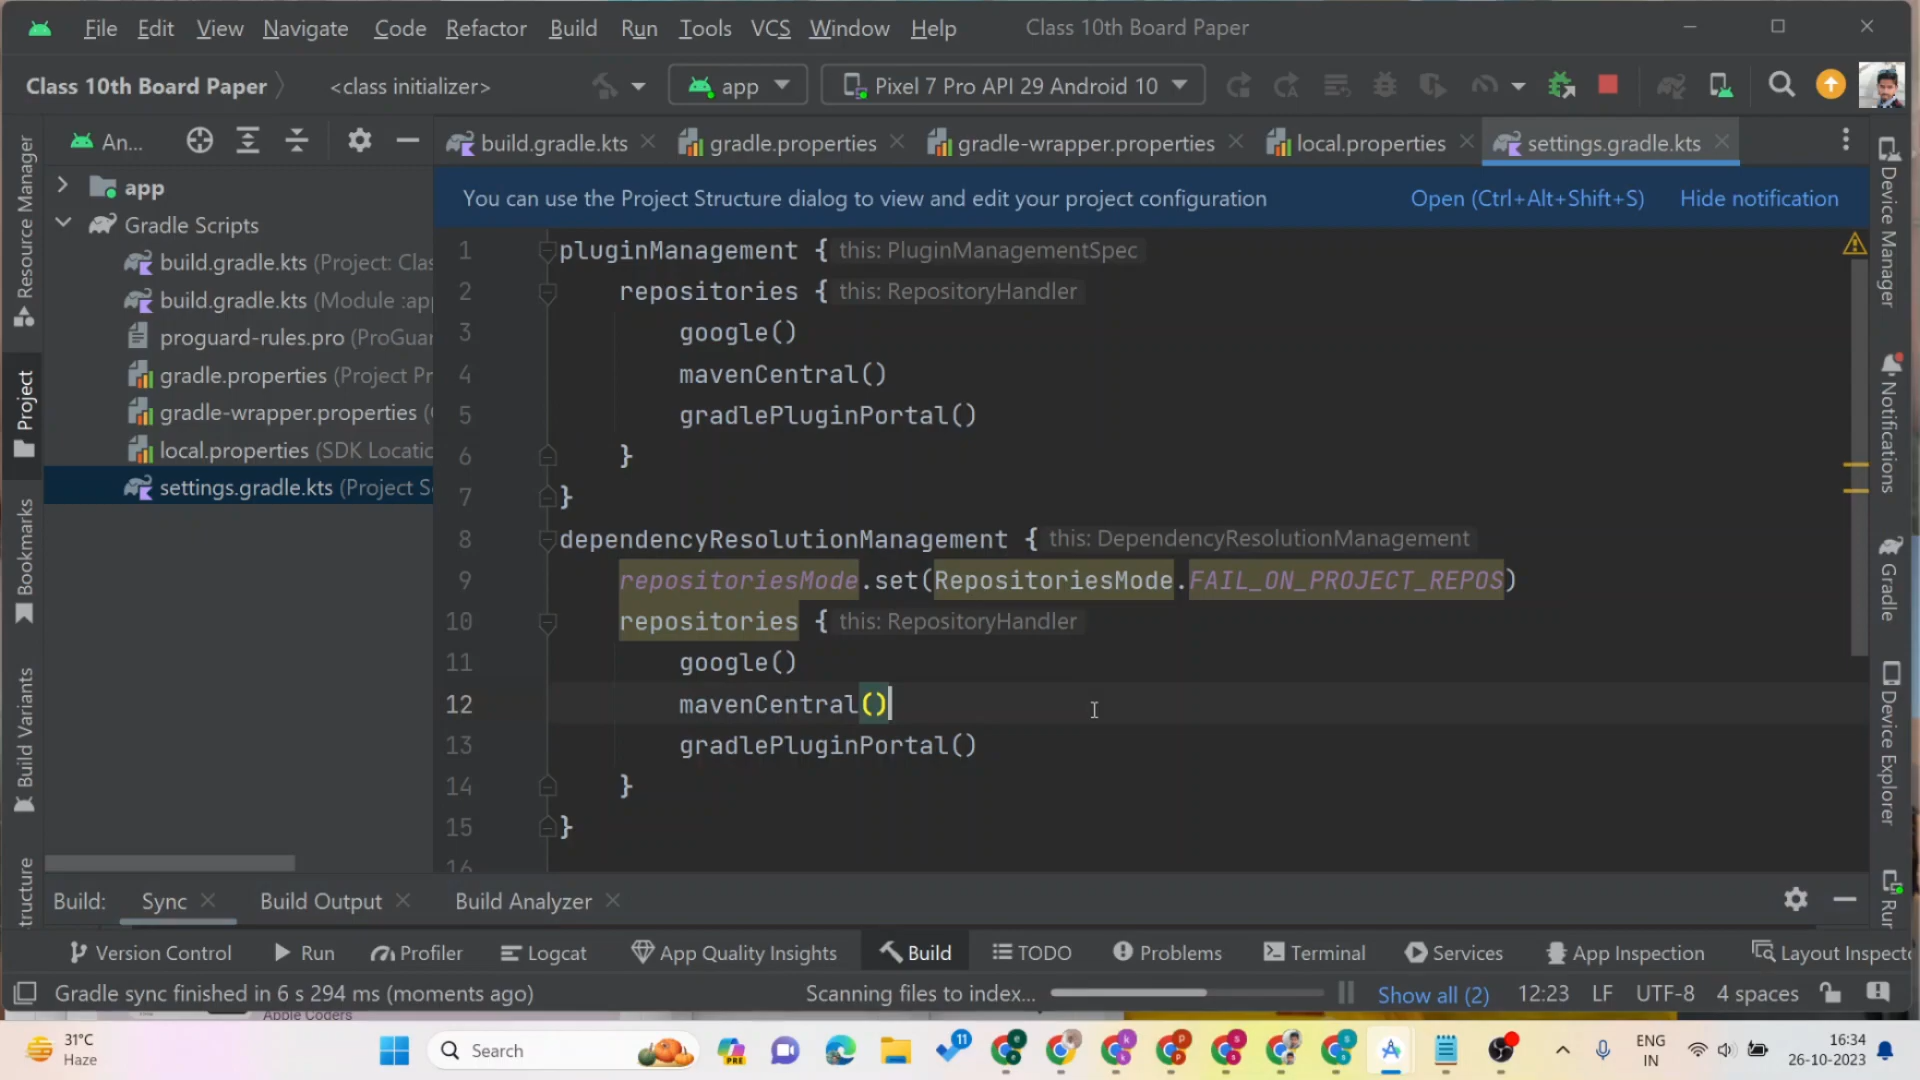 File Edit View Navigate Code Refactor Build Run Tools VCS Window Help Class 10th Board Paper
Class 10th Board Paper <class initializer> app Pixel 7 Pro API 29 Android 10
An... build.gradle.kts gradle.properties gradle-wrapper.properties local.properties settings.gradle.kts
You can use the Project Structure dialog to view and edit your project configuration Open (Ctrl+Alt+Shift+S) Hide notification
Resource Manager
Project
Bookmarks
Build Variants
tructure
app
Gradle Scripts
build.gradle.kts (Project: Clas
build.gradle.kts (Module :app
proguard-rules.pro (ProGuar
gradle.properties (Project Pr
gradle-wrapper.properties (
local.properties (SDK Locatio
settings.gradle.kts (Project S
1 pluginManagement { this: PluginManagementSpec
2 repositories { this: RepositoryHandler
3 google()
4 mavenCentral()
5 gradlePluginPortal()
6 }
7 }
8 dependencyResolutionManagement { this: DependencyResolutionManagement
9 repositoriesMode.set(RepositoriesMode.FAIL_ON_PROJECT_REPOS)
10 repositories { this: RepositoryHandler
11 google()
12 mavenCentral()
13 gradlePluginPortal()
14 }
15 }
16
Device Manager
Notifications
Gradle
Device Explorer
Rur
Build: Sync Build Output Build Analyzer
Version Control Run Profiler Logcat App Quality Insights Build TODO Problems Terminal Services App Inspection Layout Inspecto
Gradle sync finished in 6 s 294 ms (moments ago) Scanning files to index... Show all (2) 12:23 LF UTF-8 4 spaces
Apple Coders
31°C
Haze
Search
PRE
11
ENG
IN
16:34
26-10-2023